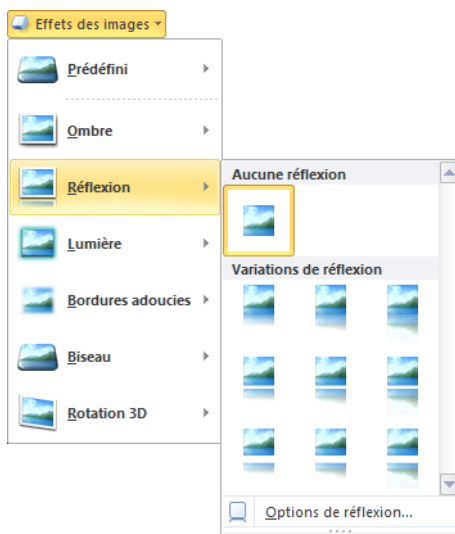 Effets des images
Prédéfini
Ombre
Réflexion
Lumière
Bordures adoucies
Biseau
Rotation 3D
Aucune réflexion
Variations de réflexion
Options de réflexion...